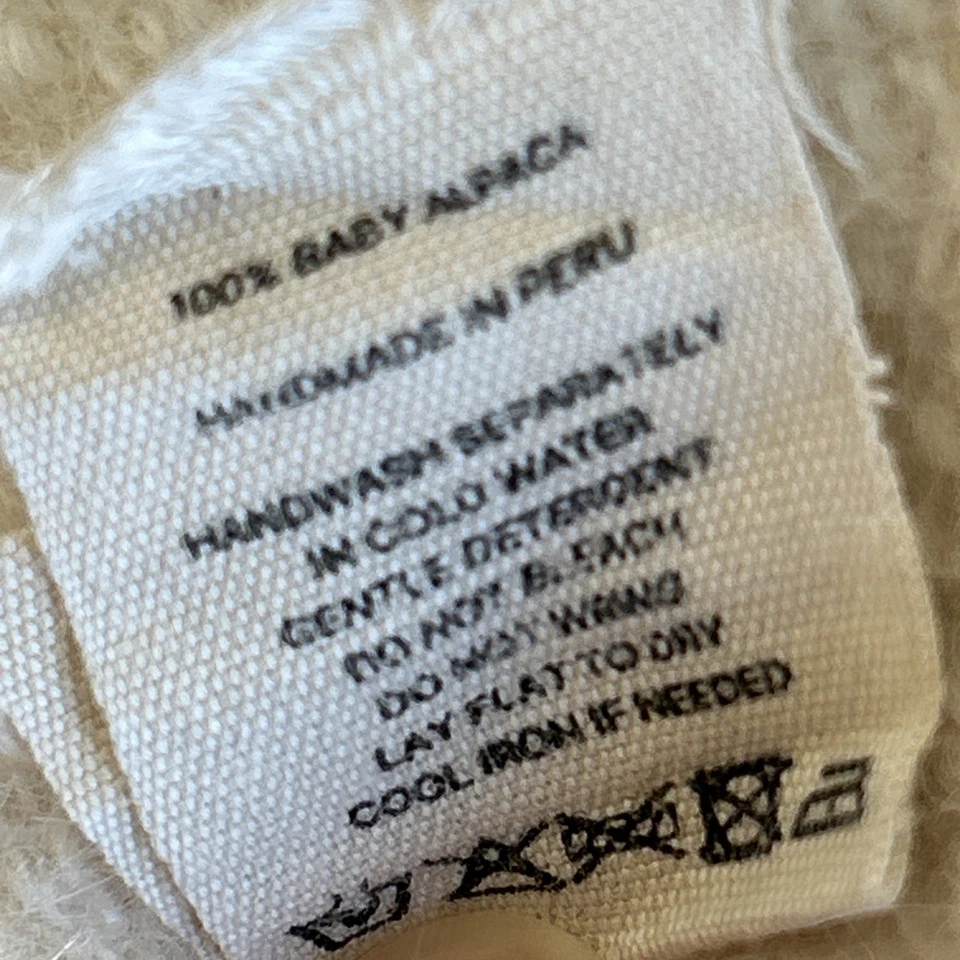 100% BABY ALPACA
HANDMADE IN PERU
HANDWASH SEPARATELY
IN COLD WATER
GENTLE DETERGENT
DO NOT BLEACH
DO NOT WRING
LAY FLAT TO DRY
COOL IRON IF NEEDED